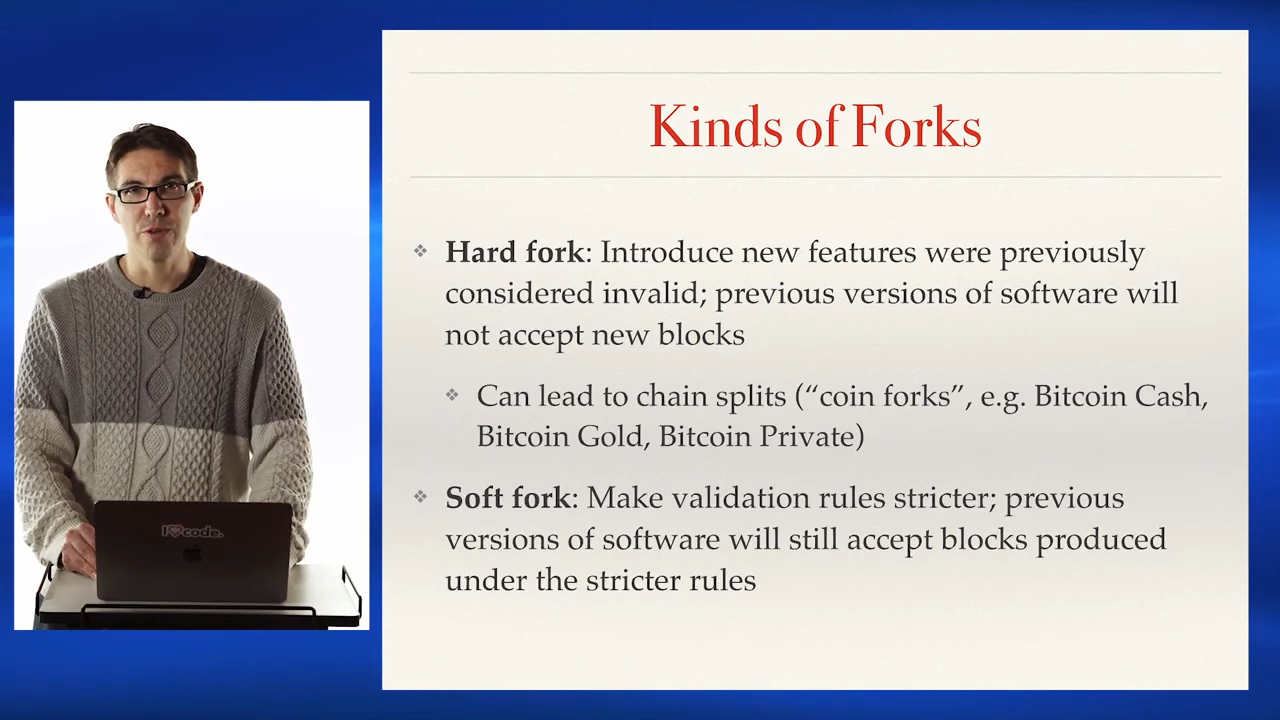 Kinds of Forks
❖ Hard fork: Introduce new features were previously
considered invalid; previous versions of software will
not accept new blocks
❖ Can lead to chain splits (“coin forks”, e.g. Bitcoin Cash,
Bitcoin Gold, Bitcoin Private)
❖ Soft fork: Make validation rules stricter; previous
versions of software will still accept blocks produced
under the stricter rules
I code.